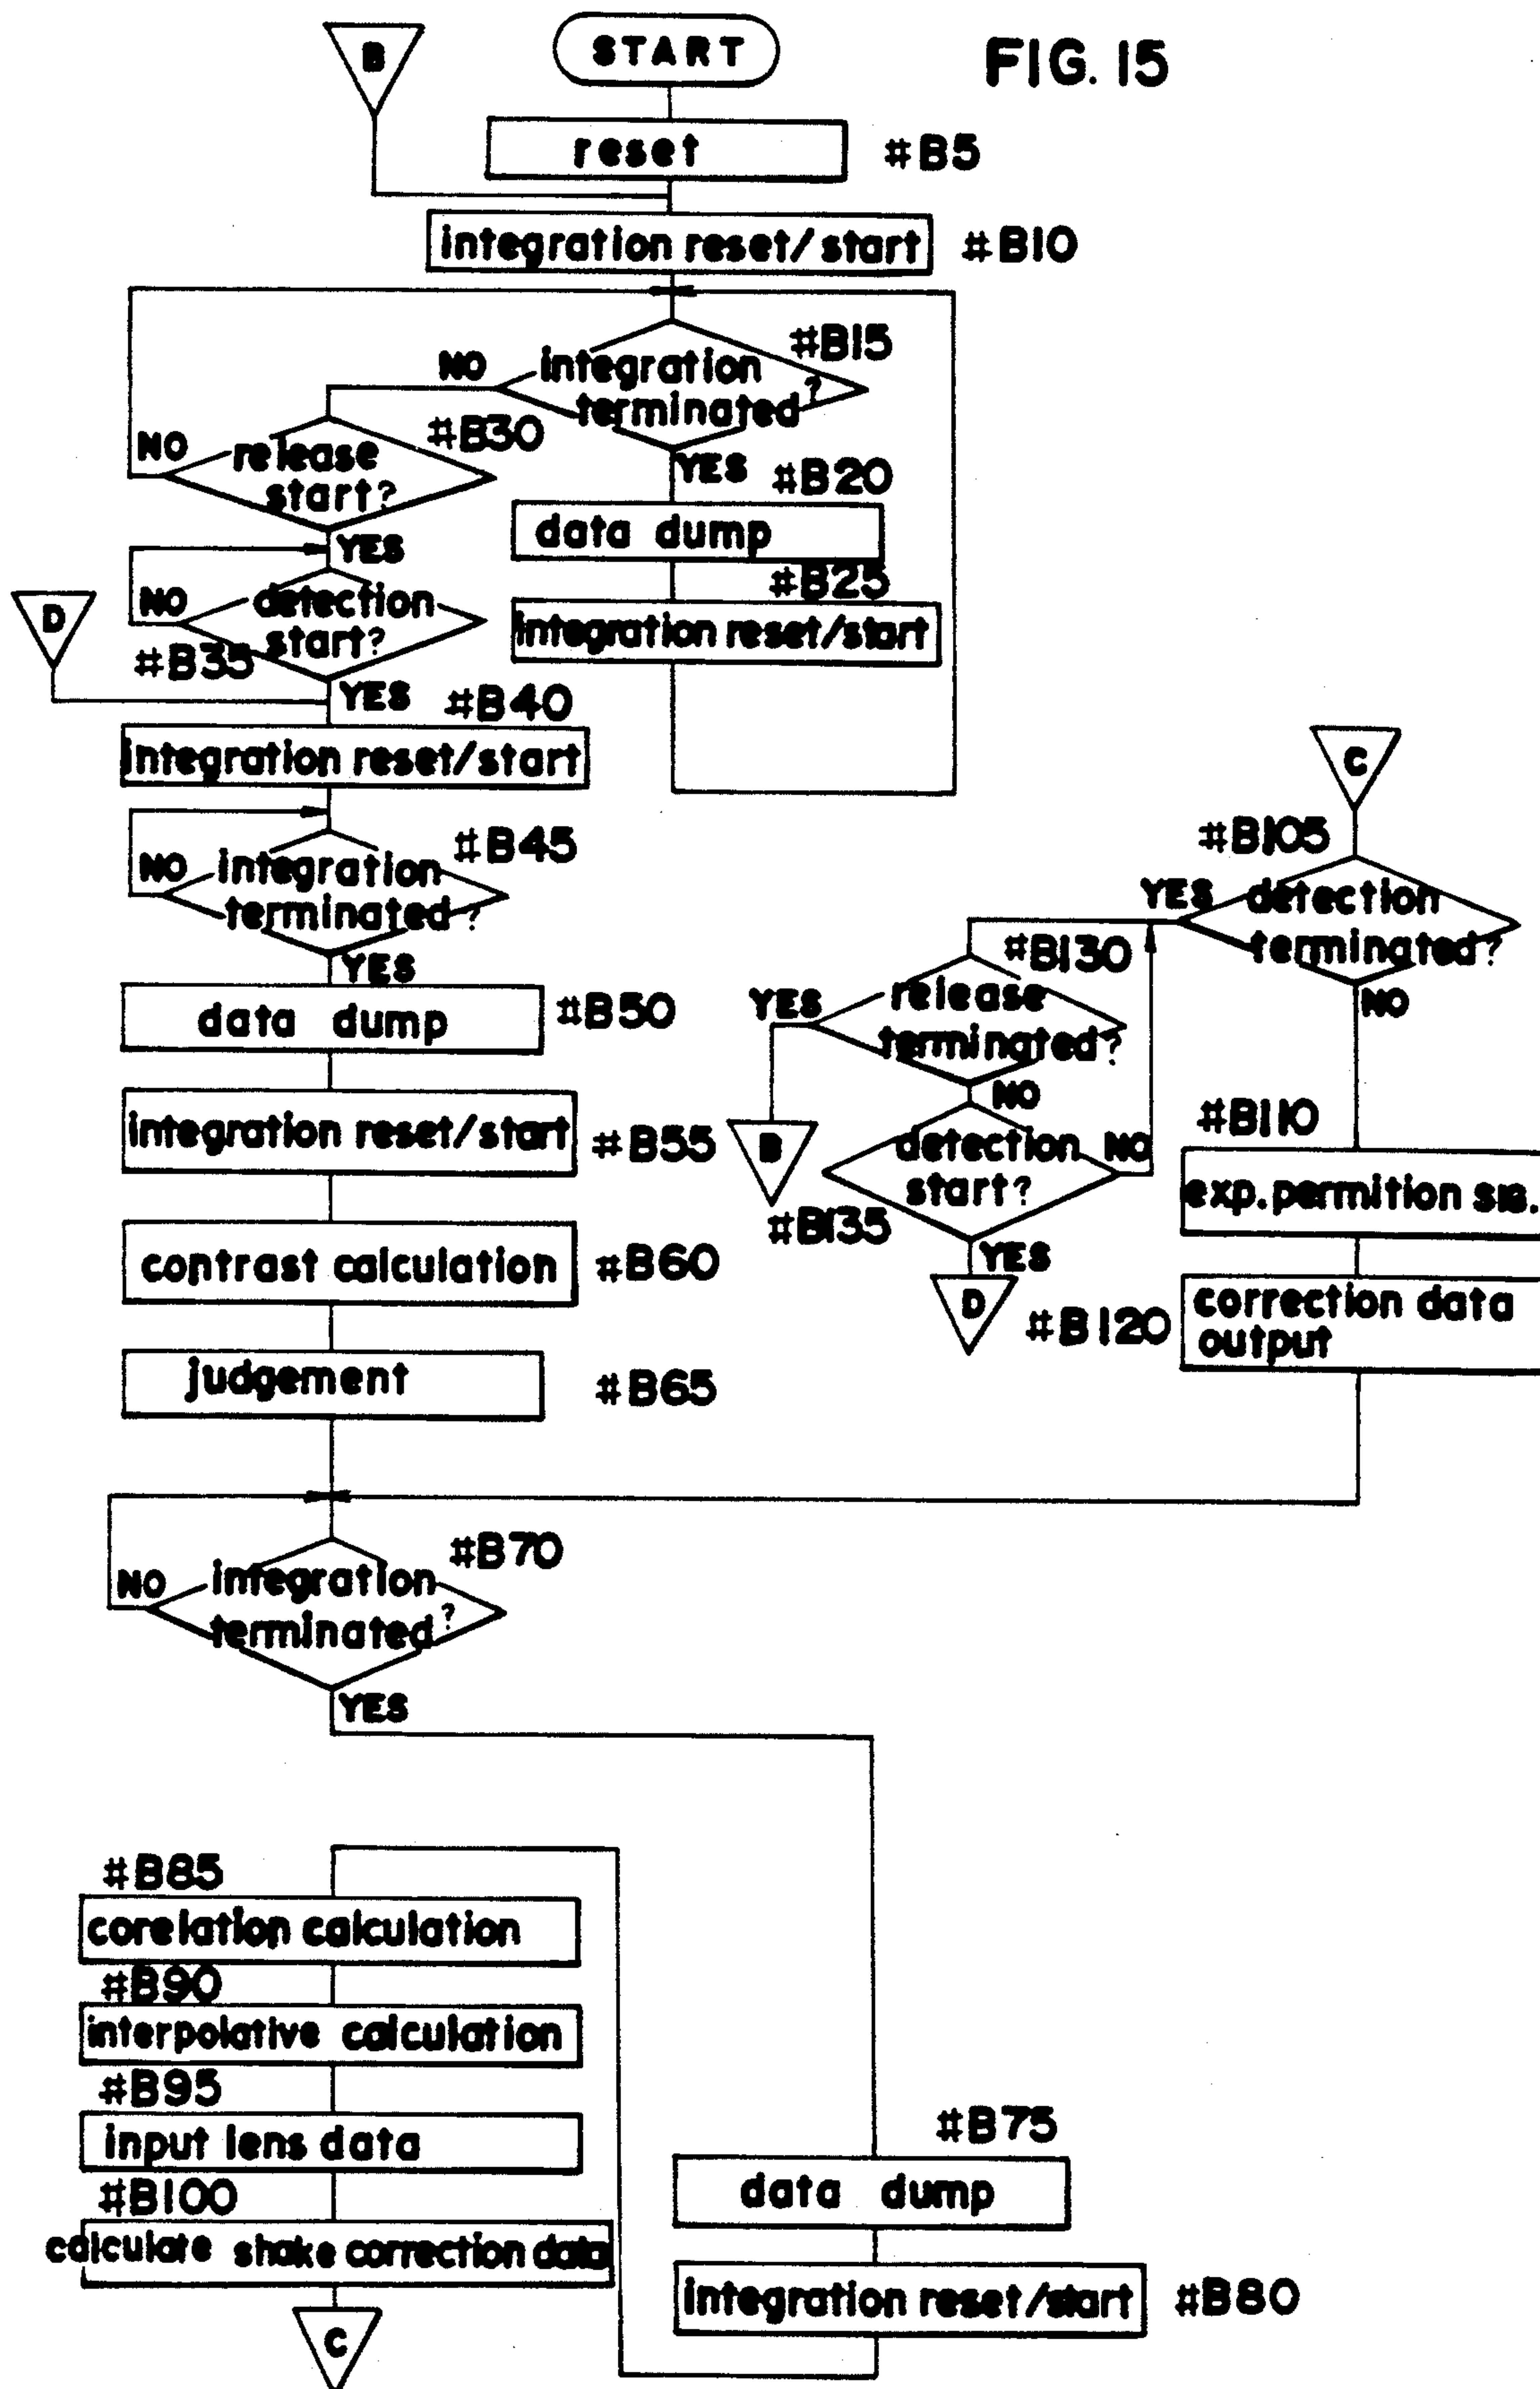 B
START
FIG. 15
reset
#B5
integration reset/start
#B10
#B15
NO
integration
terminated?
#B30
NO
release
start?
YES
#B20
data dump
YES
#B25
NO
detection
start?
integration reset/start
D
#B35
YES
#B40
integration reset/start
C
#B45
NO
integration
terminated?
#B105
YES
detection
terminated?
YES
#B130
NO
data dump
#B50
YES
release
terminated?
NO
integration reset/start
#B55
B
detection
start?
NO
#B110
exp.permition sig.
#B135
YES
contrast calculation
#B60
D
#B120
correction data
output
judgement
#B65
#B70
NO
integration
terminated?
YES
#B85
corelation calculation
#B90
interpolative calculation
#B95
input lens data
#B75
data dump
#B100
calculate shake correction data
integration reset/start
#B80
C